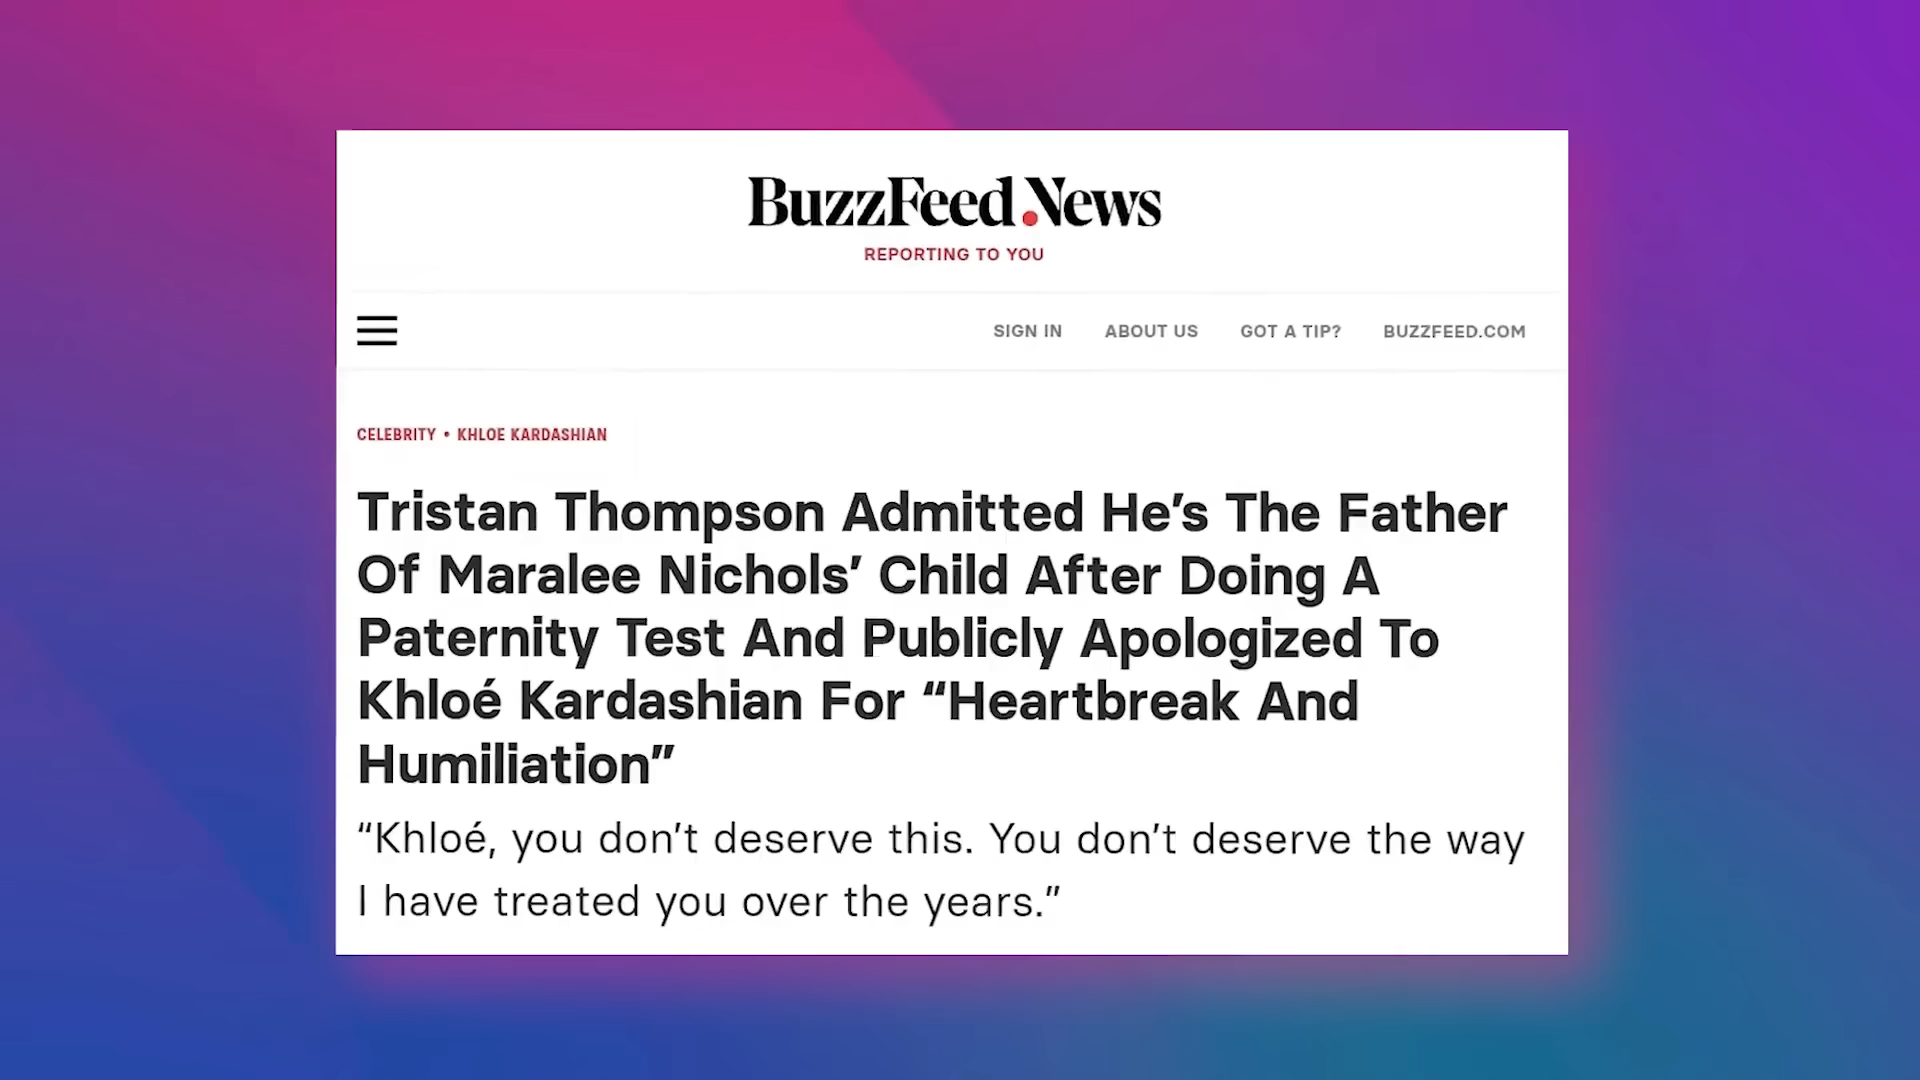 BuzzFeed.News
REPORTING TO YOU
SIGN IN ABOUT US GOT A TIP? BUZZFEED.COM
CELEBRITY • KHLOE KARDASHIAN
Tristan Thompson Admitted He’s The Father
Of Maralee Nichols’ Child After Doing A
Paternity Test And Publicly Apologized To
Khloé Kardashian For “Heartbreak And
Humiliation”
“Khloé, you don’t deserve this. You don’t deserve the way
I have treated you over the years.”